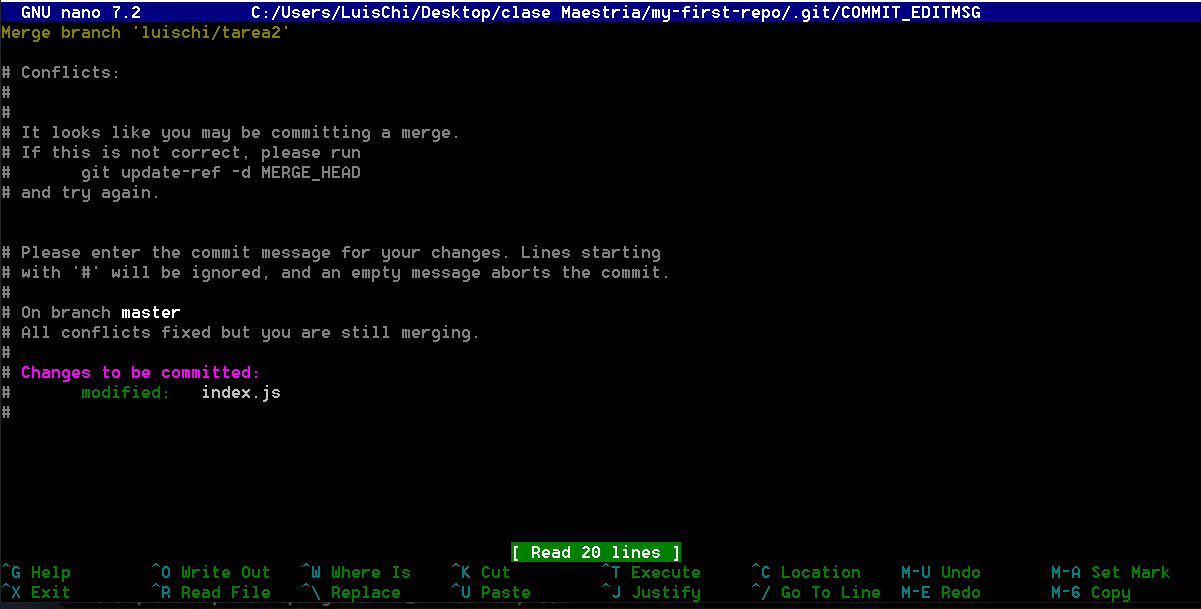 GNU nano 7.2 C:/Users/LuisChi/Desktop/clase Maestria/my-first-repo/.git/COMMIT_EDITMSG
Merge branch 'luischi/tarea2'
# Conflicts:
#
#
# It looks like you may be committing a merge.
# If this is not correct, please run
# git update-ref -d MERGE_HEAD
# and try again.
# Please enter the commit message for your changes. Lines starting
# with '#' will be ignored, and an empty message aborts the commit.
#
# On branch master
# All conflicts fixed but you are still merging.
#
# Changes to be committed:
# modified: index.js
#
[ Read 20 lines ]
^G Help ^O Write Out ^W Where Is ^K Cut ^T Execute ^C Location M-U Undo M-A Set Mark
^X Exit ^R Read File ^\ Replace ^U Paste ^J Justify ^/ Go To Line M-E Redo M-6 Copy